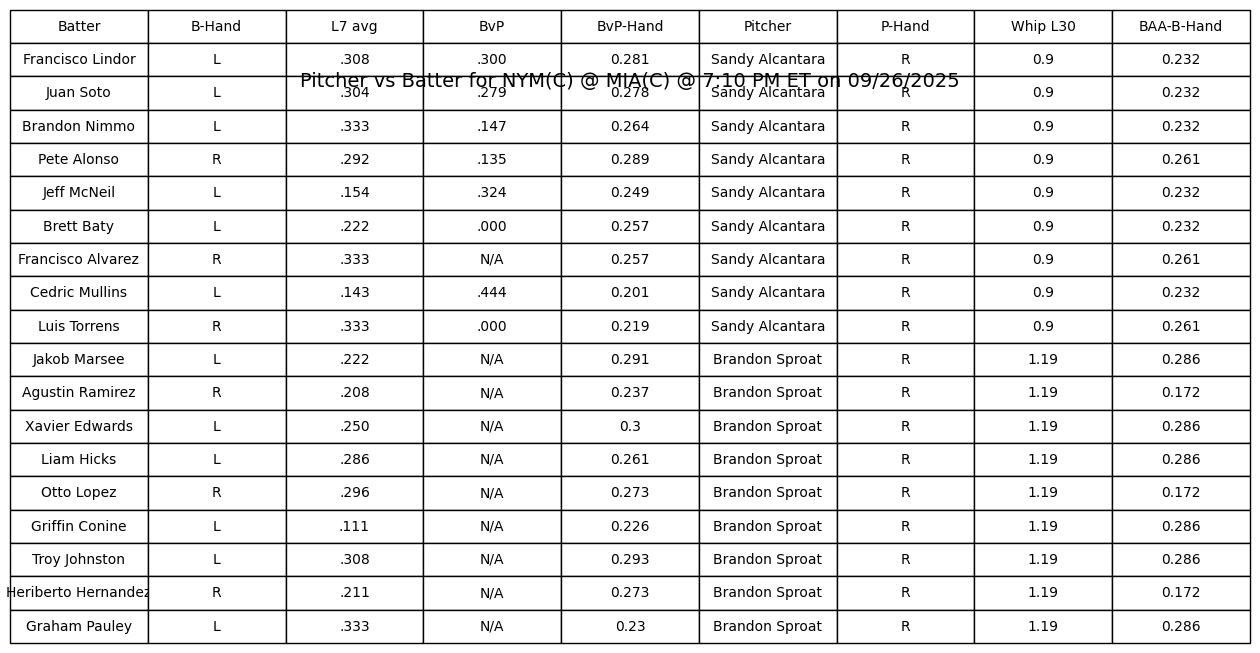 Batter B-Hand L7 avg BvP BvP-Hand Pitcher P-Hand Whip L30 BAA-B-Hand
Francisco Lindor L .308 .300 0.281 Sandy Alcantara R 0.9 0.232
Pitcher vs Batter for NYM(C) @ MIA(C) @ 7:10 PM ET on 09/26/2025
Juan Soto L .304 .279 0.278 Sandy Alcantara R 0.9 0.232
Brandon Nimmo L .333 .147 0.264 Sandy Alcantara R 0.9 0.232
Pete Alonso R .292 .135 0.289 Sandy Alcantara R 0.9 0.261
Jeff McNeil L .154 .324 0.249 Sandy Alcantara R 0.9 0.232
Brett Baty L .222 .000 0.257 Sandy Alcantara R 0.9 0.232
Francisco Alvarez R .333 N/A 0.257 Sandy Alcantara R 0.9 0.261
Cedric Mullins L .143 .444 0.201 Sandy Alcantara R 0.9 0.232
Luis Torrens R .333 .000 0.219 Sandy Alcantara R 0.9 0.261
Jakob Marsee L .222 N/A 0.291 Brandon Sproat R 1.19 0.286
Agustin Ramirez R .208 N/A 0.237 Brandon Sproat R 1.19 0.172
Xavier Edwards L .250 N/A 0.3 Brandon Sproat R 1.19 0.286
Liam Hicks L .286 N/A 0.261 Brandon Sproat R 1.19 0.286
Otto Lopez R .296 N/A 0.273 Brandon Sproat R 1.19 0.172
Griffin Conine L .111 N/A 0.226 Brandon Sproat R 1.19 0.286
Troy Johnston L .308 N/A 0.293 Brandon Sproat R 1.19 0.286
Heriberto Hernandez R .211 N/A 0.273 Brandon Sproat R 1.19 0.172
Graham Pauley L .333 N/A 0.23 Brandon Sproat R 1.19 0.286